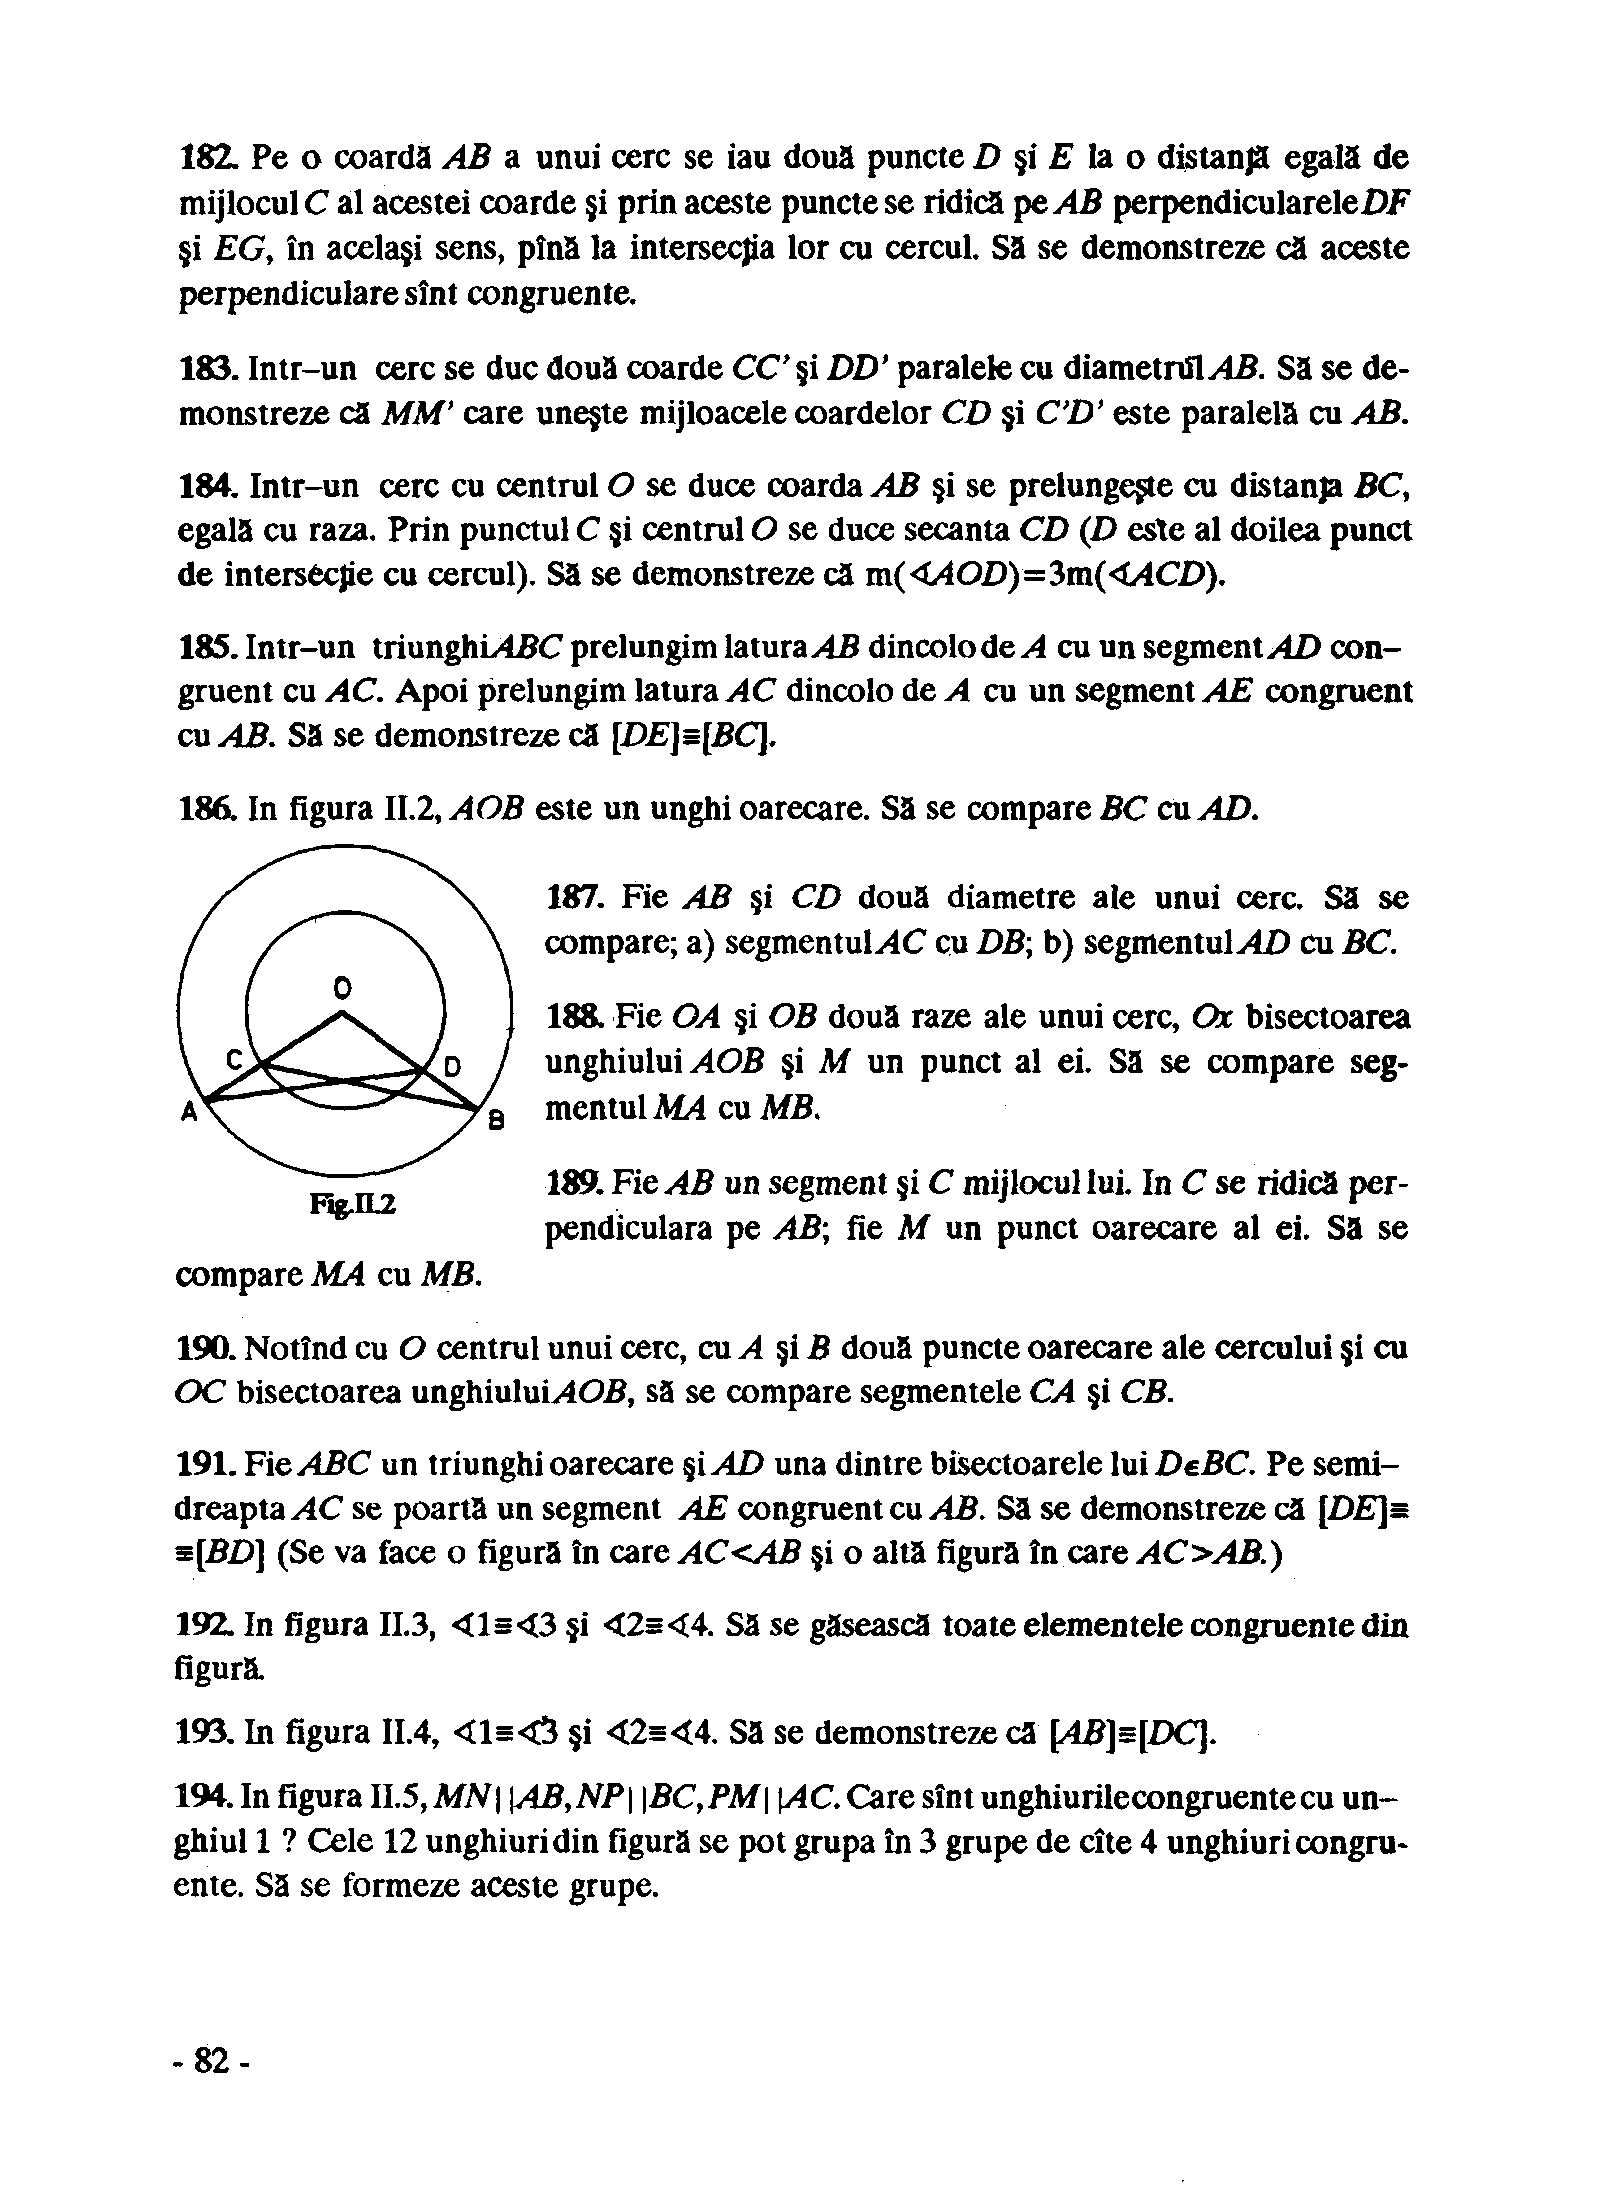 182. Pe o coardă AB a unui cerc se iau două puncte D şi E la o distanţă egală de
mijlocul C al acestei coarde şi prin aceste puncte se ridică pe AB perpendicularele DF
şi EG, în acelaşi sens, pînă la intersecţia lor cu cercul. Să se demonstreze că aceste
perpendiculare sînt congruente.
183. Intr-un cerc se duc două coarde CC' şi DD' paralele cu diametrul AB. Să se de-
monstreze că MM' care uneşte mijloacele coardelor CD şi C'D' este paralelă cu AB.
184. Intr-un cerc cu centrul O se duce coarda AB şi se prelungeşte cu distanţa BC,
egală cu raza. Prin punctul C şi centrul O se duce secanta CD (D este al doilea punct
de intersecţie cu cercul). Să se demonstreze că m(∢AOD)=3m(∢ACD).
185. Intr-un triunghi ABC prelungim latura AB dincolo de A cu un segment AD con-
gruent cu AC. Apoi prelungim latura AC dincolo de A cu un segment AE congruent
cu AB. Să se demonstreze că [DE]≡[BC].
186. In figura II.2, AOB este un unghi oarecare. Să se compare BC cu AD.
O
C
D
A
B
Fig.II.2
187. Fie AB şi CD două diametre ale unui cerc. Să se
compare; a) segmentul AC cu DB; b) segmentul AD cu BC.
188. Fie OA şi OB două raze ale unui cerc, Ox bisectoarea
unghiului AOB şi M un punct al ei. Să se compare seg-
mentul MA cu MB.
189. Fie AB un segment şi C mijlocul lui. In C se ridică per-
pendiculara pe AB; fie M un punct oarecare al ei. Să se
compare MA cu MB.
190. Notînd cu O centrul unui cerc, cu A şi B două puncte oarecare ale cercului şi cu
OC bisectoarea unghiului AOB, să se compare segmentele CA şi CB.
191. Fie ABC un triunghi oarecare şi AD una dintre bisectoarele lui D∈BC. Pe semi-
dreapta AC se poartă un segment AE congruent cu AB. Să se demonstreze că [DE]≡
≡[BD] (Se va face o figură în care AC<AB şi o altă figură în care AC>AB.)
192. In figura II.3, ∢1≡∢3 şi ∢2≡∢4. Să se găsească toate elementele congruente din
figură.
193. In figura II.4, ∢1≡∢3 şi ∢2≡∢4. Să se demonstreze că [AB]≡[DC].
194. In figura II.5, MN||AB, NP||BC, PM||AC. Care sînt unghiurile congruente cu un-
ghiul 1 ? Cele 12 unghiuri din figură se pot grupa în 3 grupe de cîte 4 unghiuri congru-
ente. Să se formeze aceste grupe.
- 82 -